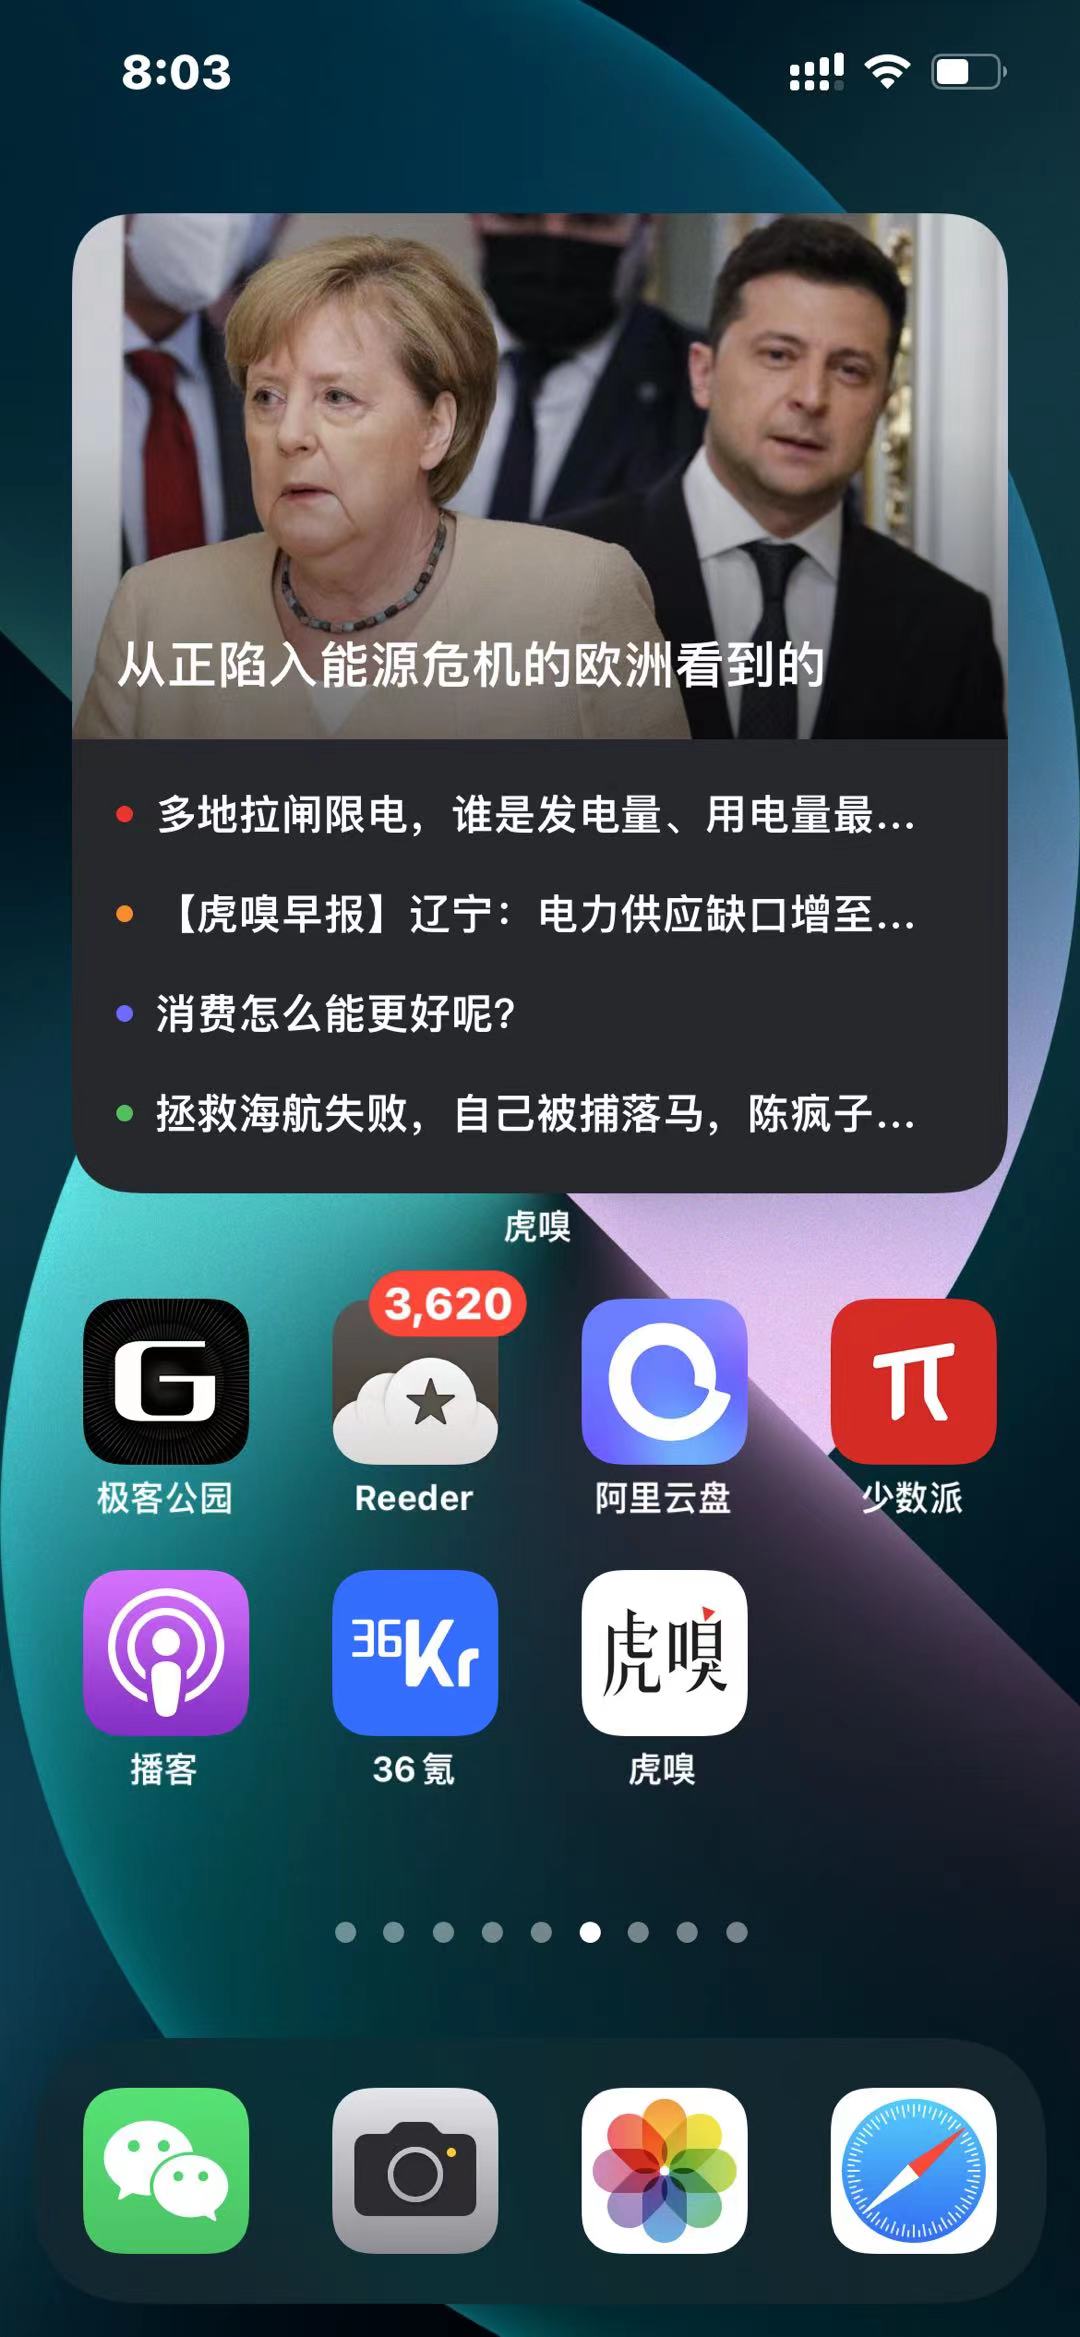 8:03
从正陷入能源危机的欧洲看到的
多地拉闸限电，谁是发电量、用电量最...
【虎嗅早报】辽宁：电力供应缺口增至...
消费怎么能更好呢?
拯救海航失败，自己被捕落马，陈疯子...
虎嗅
3,620
G
极客公园
Reeder
阿里云盘
少数派
36Kr
虎嗅
播客
36氪
虎嗅